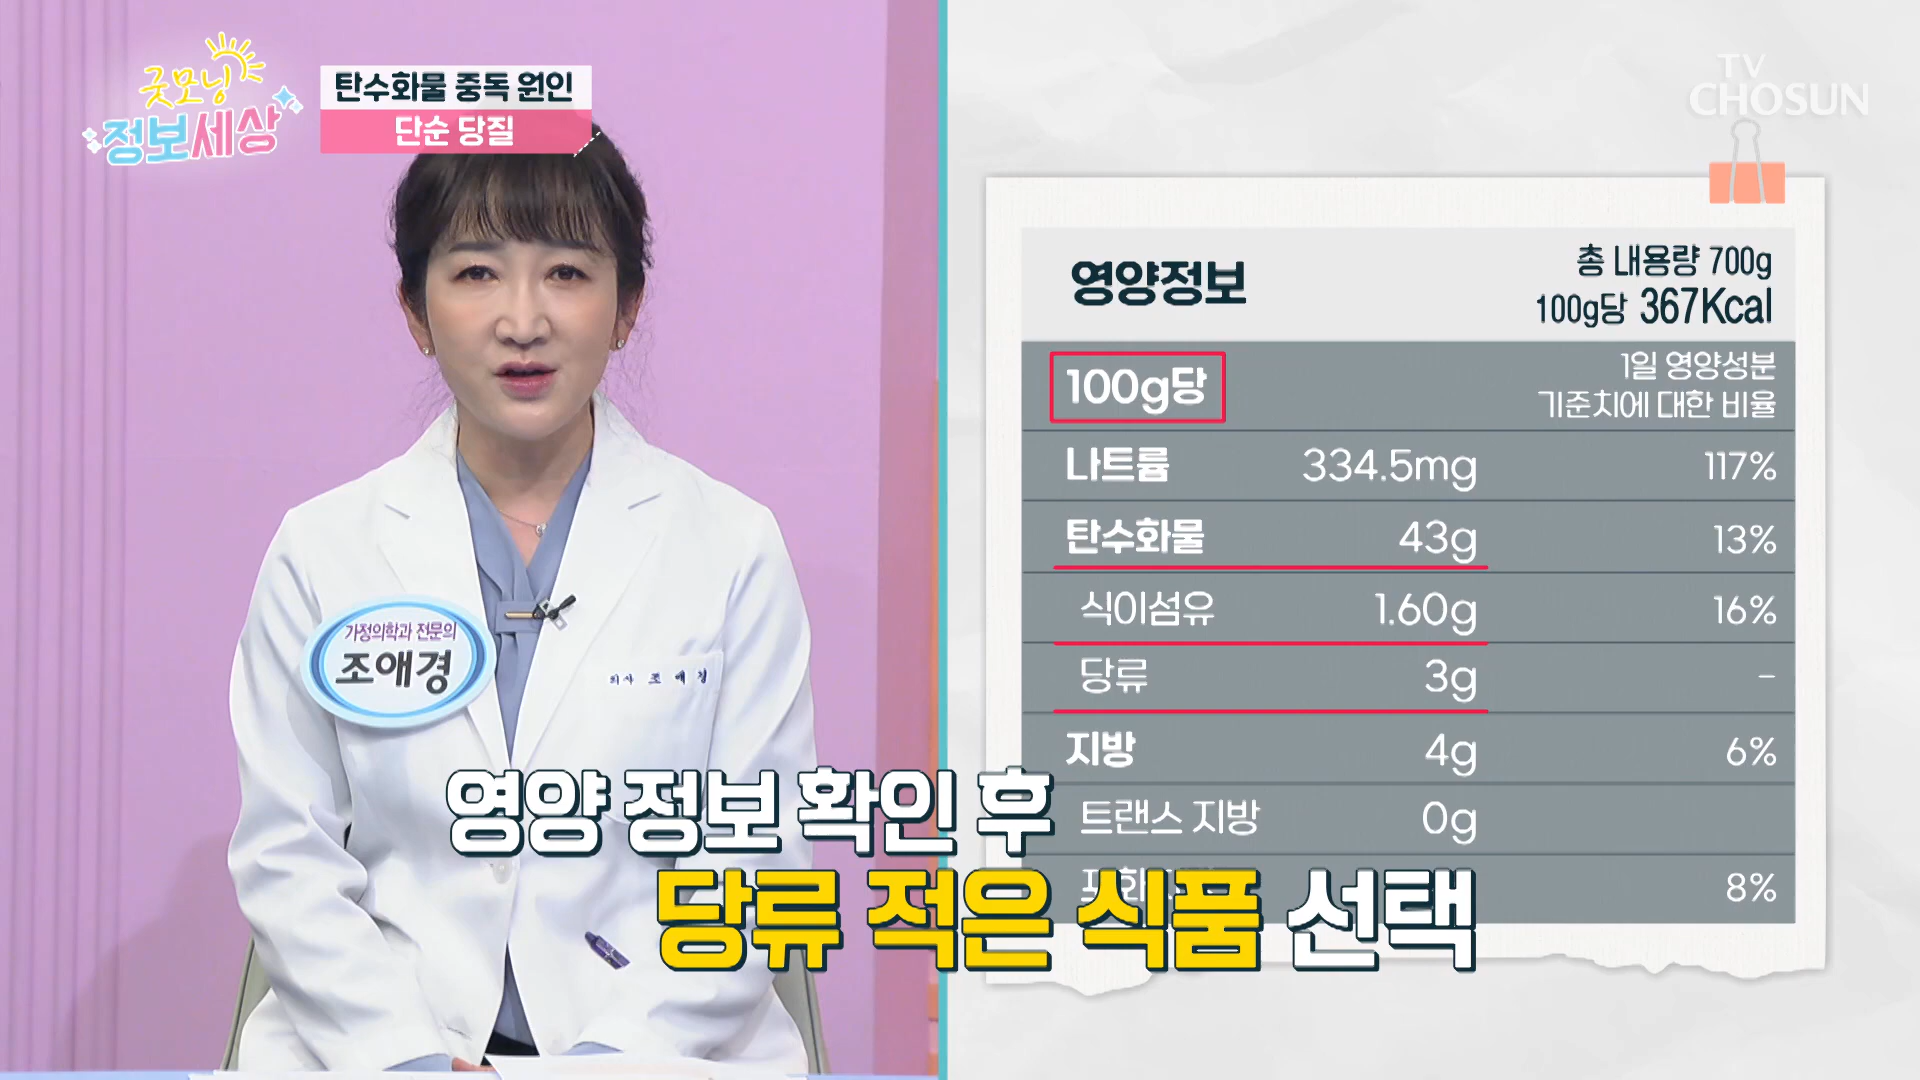 굿모닝
정보세상
탄수화물 중독 원인
단순 당질
TV
CHOSUN
영양정보
총 내용량 700g
100g당 367Kcal
100g당
1일 영양성분
기준치에 대한 비율
나트륨 334.5mg 117%
탄수화물 43g 13%
식이섬유 1.60g 16%
당류 3g -
지방 4g 6%
트랜스 지방 0g
8%
가정의학과 전문의
조애경
의사 조애경
영양 정보 확인 후
당류 적은 식품 선택